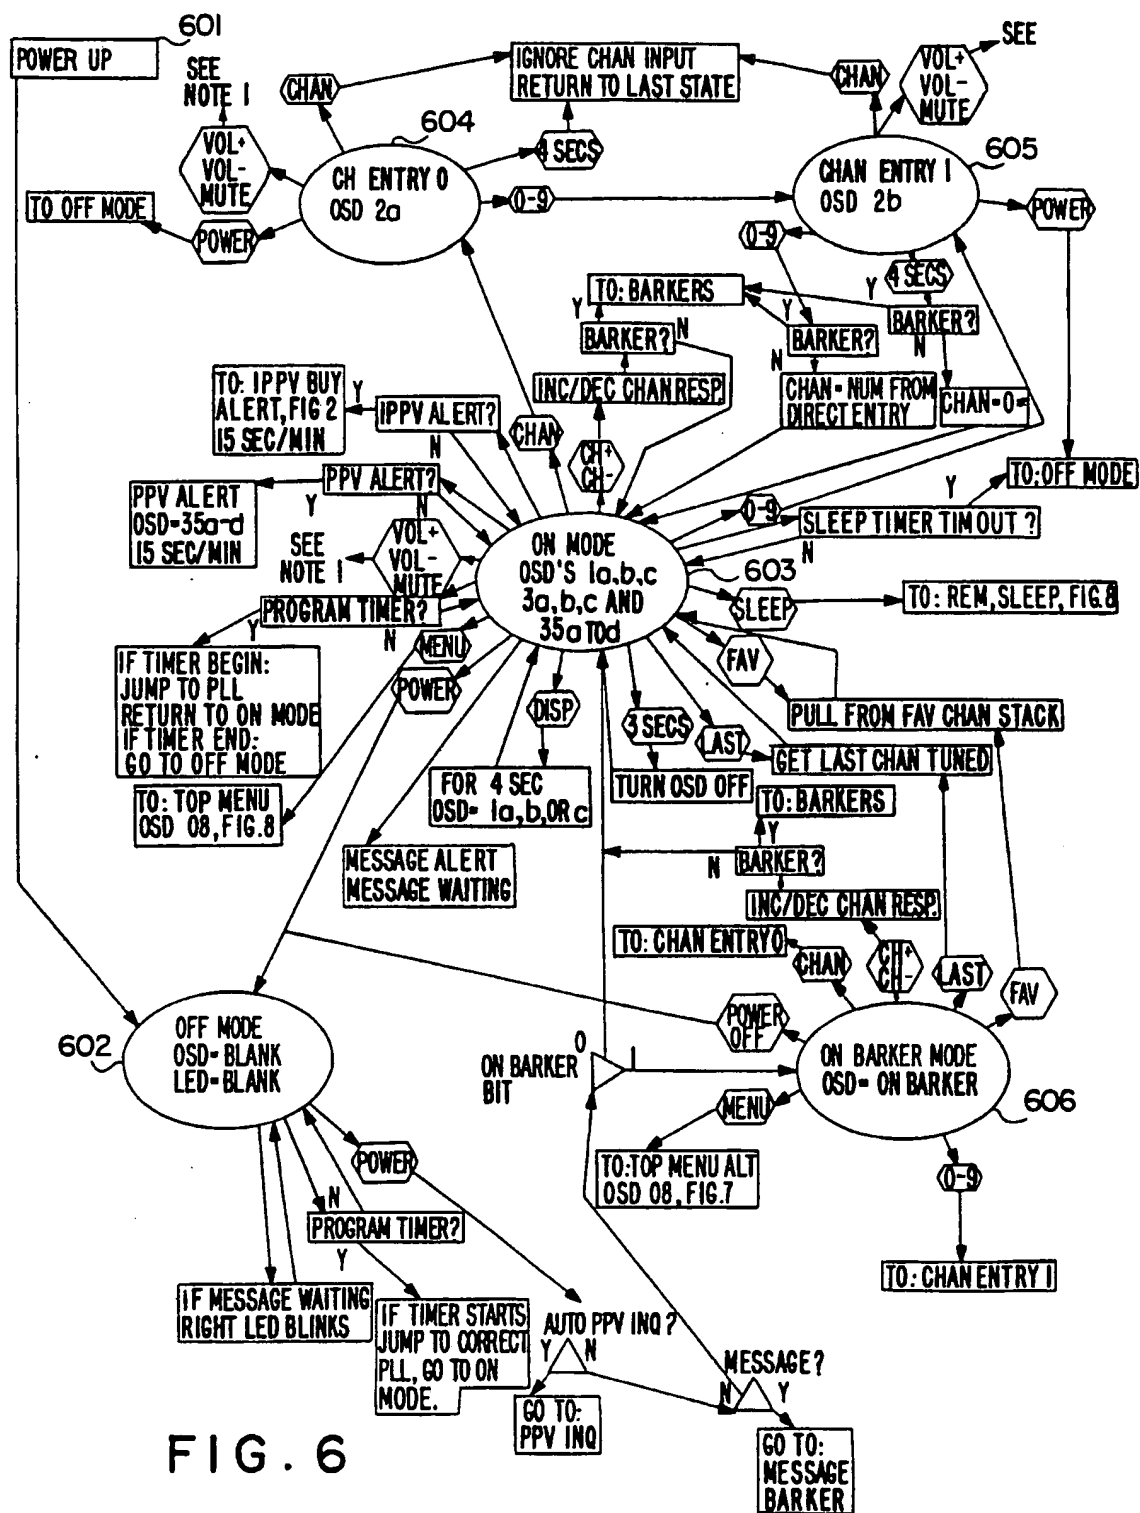 601
POWER UP
SEE
NOTE 1
CHAN
IGNORE CHAN INPUT
RETURN TO LAST STATE
CHAN
VOL+
VOL-
MUTE
SEE
604
VOL+
VOL-
MUTE
4 SECS
605
CH ENTRY 0
OSD 2a
0-9
CHAN ENTRY 1
OSD 2b
TO OFF MODE
POWER
POWER
0-9
4 SECS
TO: BARKERS
Y
Y
Y
N
BARKER?
BARKER?
BARKER?
N
N
INC/DEC CHAN RESP.
CHAN=NUM FROM
DIRECT ENTRY
CHAN=0=
TO: IPPV BUY
ALERT, FIG 2
15 SEC/MIN
Y
IPPV ALERT?
N
CHAN
CH+
CH-
PPV ALERT?
Y
N
PPV ALERT
OSD=35a-d
15 SEC/MIN
0-9
Y
TO: OFF MODE
SLEEP TIMER TIMOUT ?
N
SEE
NOTE 1
VOL+
VOL-
MUTE
ON MODE
OSD'S 1a,b,c
3a,b,c AND
35a TO d
603
SLEEP
TO: REM, SLEEP, FIG.8
PROGRAM TIMER?
Y
N
MENU
POWER
FAV
IF TIMER BEGIN:
JUMP TO PLL
RETURN TO ON MODE
IF TIMER END:
GO TO OFF MODE
DISP
3 SECS
LAST
PULL FROM FAV CHAN STACK
GET LAST CHAN TUNED
TO: TOP MENU
OSD 08, FIG.8
FOR 4 SEC
OSD= 1a,b,OR c
TURN OSD OFF
TO: BARKERS
Y
MESSAGE ALERT
MESSAGE WAITING
N
BARKER?
INC/DEC CHAN RESP.
TO: CHAN ENTRY 0
CHAN
CH+
CH-
LAST
FAV
POWER
OFF
602
OFF MODE
OSD=BLANK
LED=BLANK
ON BARKER
BIT
0
1
ON BARKER MODE
OSD= ON BARKER
606
MENU
POWER
TO: TOP MENU ALT
OSD 08, FIG.7
0-9
N
PROGRAM TIMER?
Y
TO: CHAN ENTRY 1
IF MESSAGE WAITING
RIGHT LED BLINKS
IF TIMER STARTS
JUMP TO CORRECT
PLL, GO TO ON
MODE.
AUTO PPV INQ ?
Y
N
MESSAGE?
N
Y
GO TO:
PPV INQ
GO TO:
MESSAGE
BARKER
FIG. 6